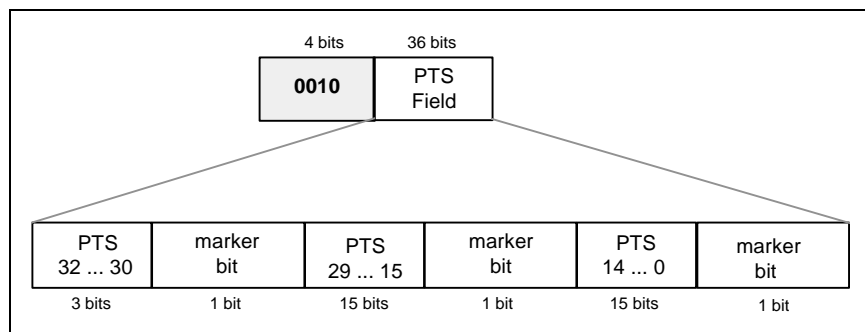 4 bits 36 bits
0010 PTS
Field
PTS marker PTS marker PTS marker
32 ... 30 bit 29 ... 15 bit 14 ... 0 bit
3 bits 1 bit 15 bits 1 bit 15 bits 1 bit